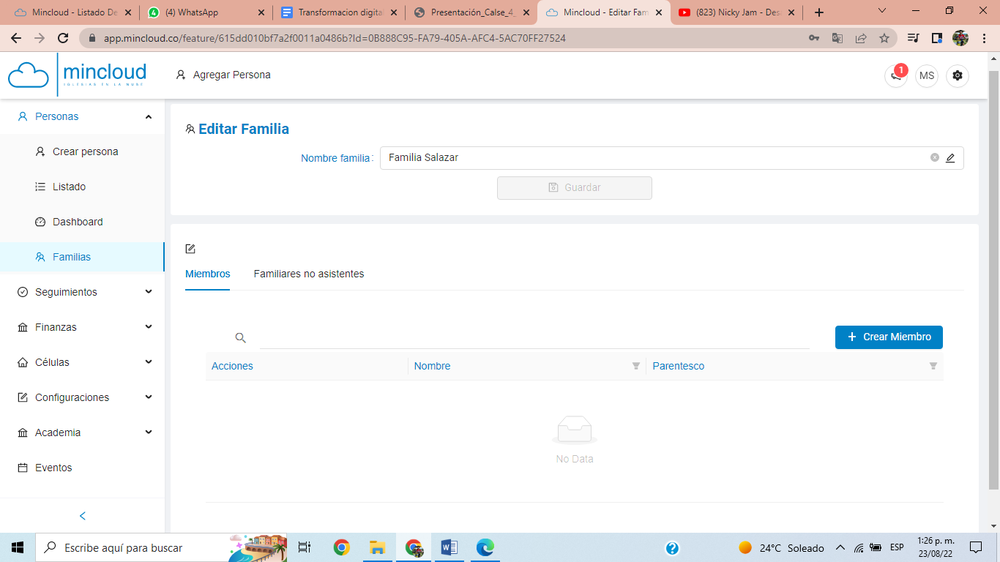 Mincloud - Listado De
(4) WhatsApp
Transformacion digital
Presentación_Calse_4_
Mincloud - Editar Fam
(823) Nicky Jam - Des
app.mincloud.co/feature/615dd010bf7a2f0011a0486b?Id=0B888C95-FA79-405A-AFC4-5AC70FF27524
mincloud
IGLESIAS EN LA NUBE
Agregar Persona
1
MS
Personas
Crear persona
Listado
Dashboard
Familias
Seguimientos
Finanzas
Células
Configuraciones
Academia
Eventos
Editar Familia
Nombre familia:
Familia Salazar
Guardar
Miembros
Familiares no asistentes
+ Crear Miembro
Acciones
Nombre
Parentesco
No Data
Escribe aquí para buscar
24°C Soleado
ESP
1:26 p. m.
23/08/22